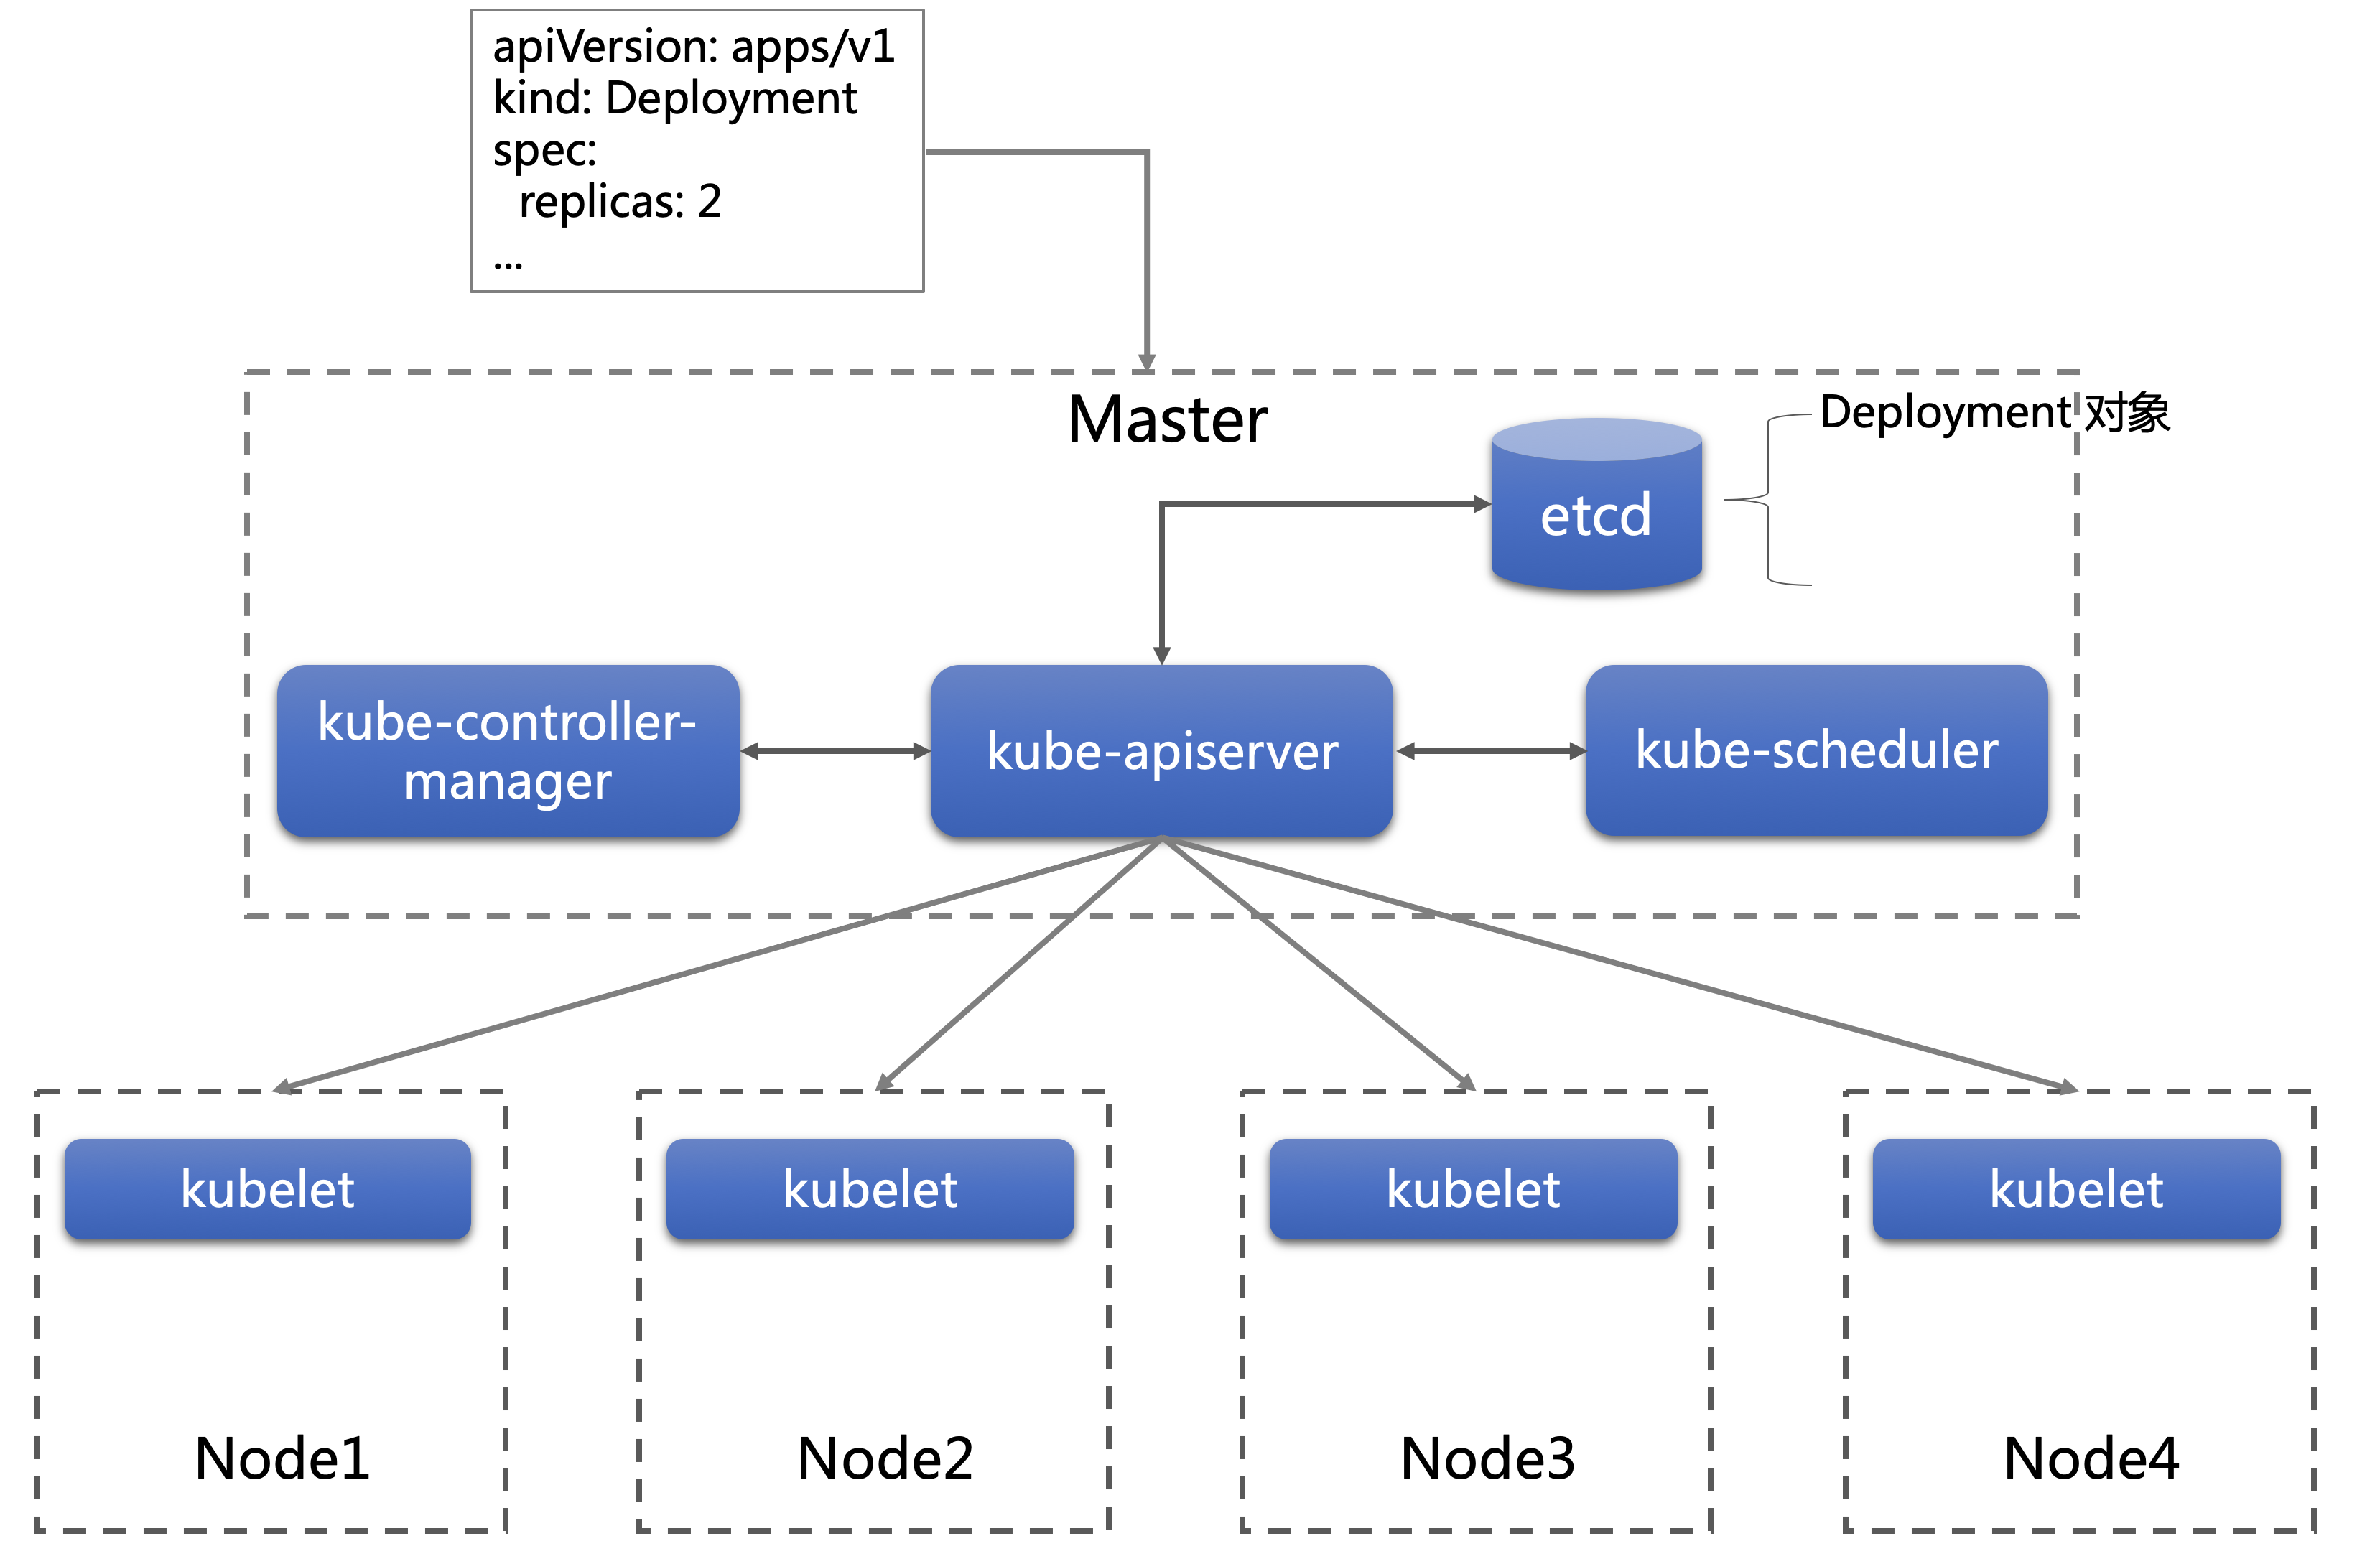 apiVersion: apps/v1
kind: Deployment
spec:
replicas: 2
...
Master
Deployment 对象
etcd
kube-controller-
manager
kube-apiserver
kube-scheduler
kubelet
kubelet
kubelet
kubelet
Node1
Node2
Node3
Node4